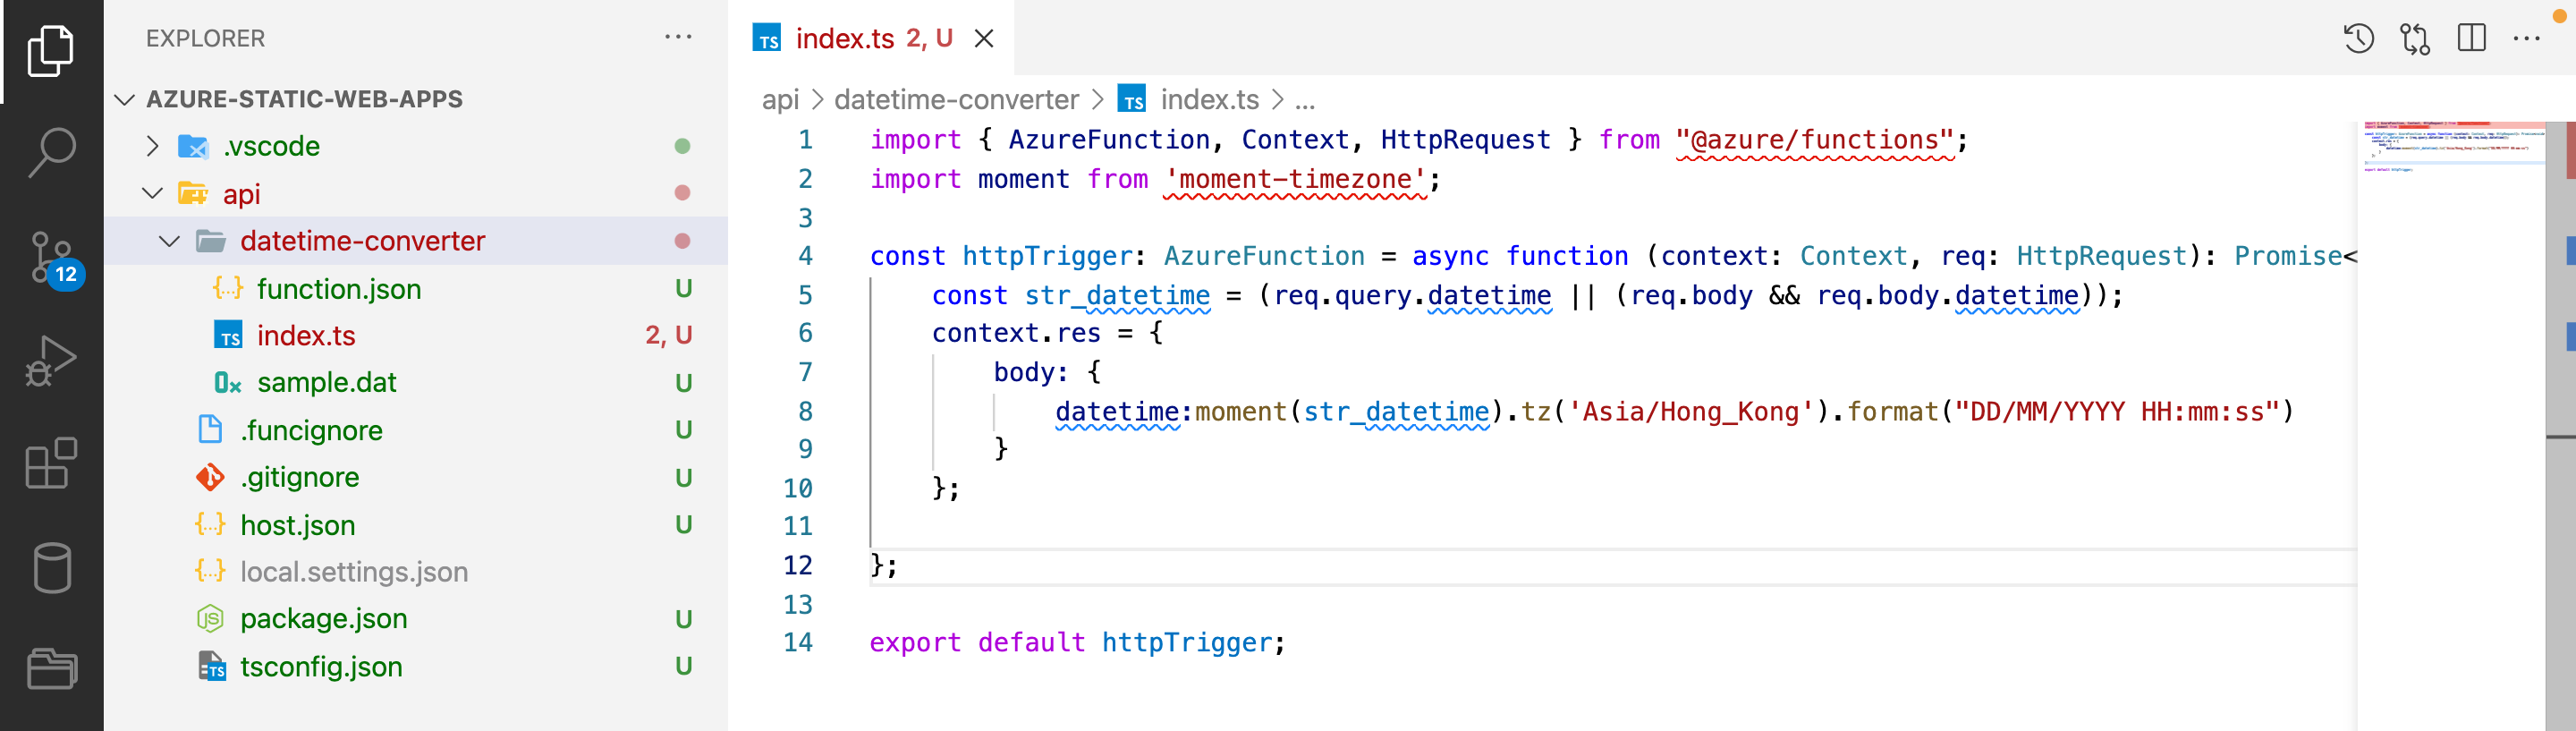 EXPLORER
AZURE-STATIC-WEB-APPS
.vscode
api
datetime-converter
function.json U
index.ts 2, U
sample.dat U
.funcignore U
.gitignore U
host.json U
local.settings.json
package.json U
tsconfig.json U
12
TS index.ts 2, U
api > datetime-converter > TS index.ts > ...
1 import { AzureFunction, Context, HttpRequest } from "@azure/functions";
2 import moment from 'moment-timezone';
3
4 const httpTrigger: AzureFunction = async function (context: Context, req: HttpRequest): Promise<
5 const str_datetime = (req.query.datetime || (req.body && req.body.datetime));
6 context.res = {
7 body: {
8 datetime:moment(str_datetime).tz('Asia/Hong_Kong').format("DD/MM/YYYY HH:mm:ss")
9 }
10 };
11
12 };
13
14 export default httpTrigger;